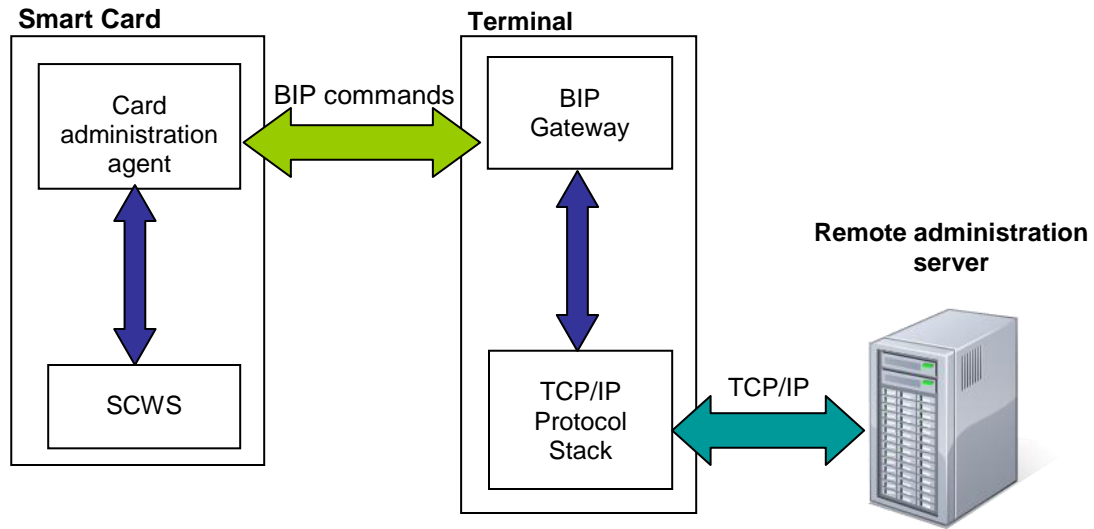 Smart Card
Terminal
Card
administration
agent
BIP commands
BIP
Gateway
Remote administration
server
SCWS
TCP/IP
Protocol
Stack
TCP/IP